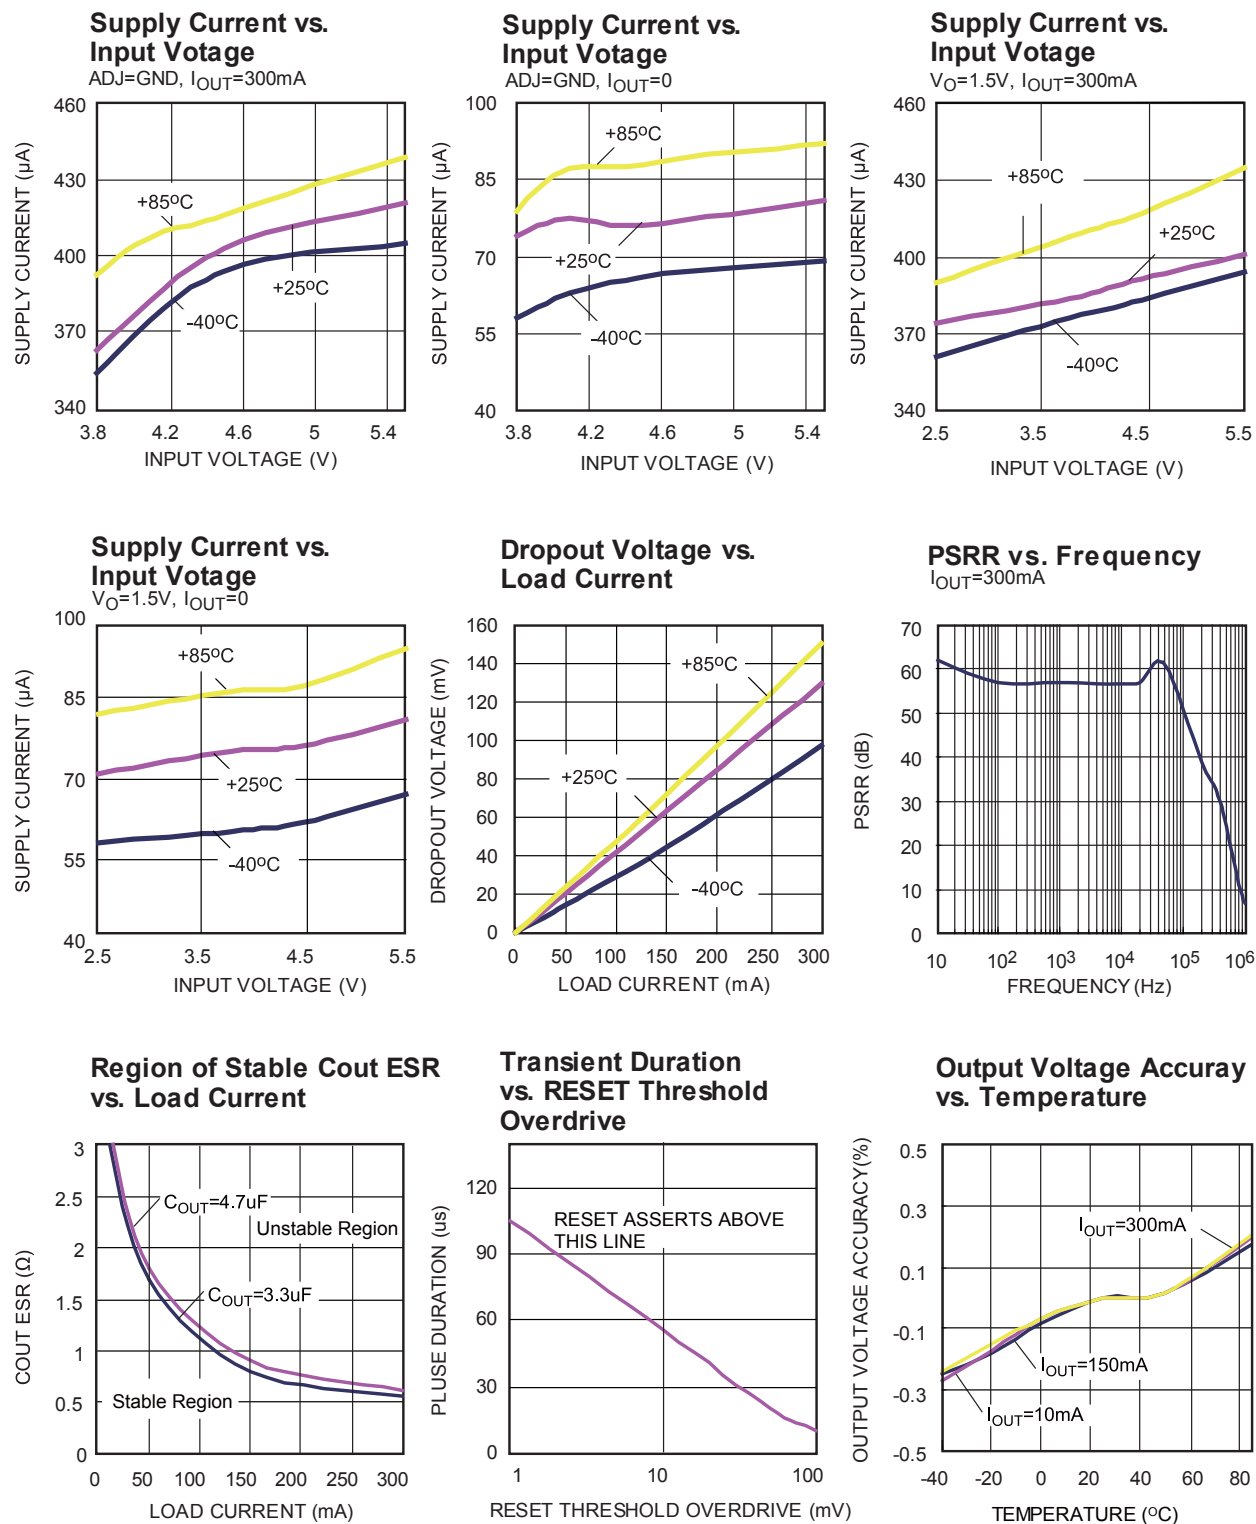 Supply Current vs.
Input Votage
ADJ=GND, IOUT=300mA
SUPPLY CURRENT (µA)
460
430
400
370
340
+85ºC
+25ºC
-40ºC
3.8 4.2 4.6 5 5.4
INPUT VOLTAGE (V)
Supply Current vs.
Input Votage
ADJ=GND, IOUT=0
SUPPLY CURRENT (µA)
100
85
70
55
40
+85ºC
+25ºC
-40ºC
3.8 4.2 4.6 5 5.4
INPUT VOLTAGE (V)
Supply Current vs.
Input Votage
VO=1.5V, IOUT=300mA
SUPPLY CURRENT (µA)
460
430
400
370
340
+85ºC
+25ºC
-40ºC
2.5 3.5 4.5 5.5
INPUT VOLTAGE (V)
Supply Current vs.
Input Votage
VO=1.5V, IOUT=0
SUPPLY CURRENT (µA)
100
85
70
55
40
+85ºC
+25ºC
-40ºC
2.5 3.5 4.5 5.5
INPUT VOLTAGE (V)
Dropout Voltage vs.
Load Current
DROPOUT VOLTAGE (mV)
160
140
120
100
80
60
40
20
0
+85ºC
+25ºC
-40ºC
0 50 100 150 200 250 300
LOAD CURRENT (mA)
PSRR vs. Frequency
IOUT=300mA
PSRR (dB)
70
60
50
40
30
20
10
0
10 10² 10³ 10⁴ 10⁵ 10⁶
FREQUENCY (Hz)
Region of Stable Cout ESR
vs. Load Current
COUT ESR (Ω)
3
2.5
2
1.5
1
0.5
0
COUT=4.7uF
Unstable Region
COUT=3.3uF
Stable Region
0 50 100 150 200 250 300
LOAD CURRENT (mA)
Transient Duration
vs. RESET Threshold
Overdrive
PLUSE DURATION (us)
120
90
60
30
0
RESET ASSERTS ABOVE
THIS LINE
1 10 100
RESET THRESHOLD OVERDRIVE (mV)
Output Voltage Accuray
vs. Temperature
OUTPUT VOLTAGE ACCURACY(%)
0.5
0.3
0.1
-0.1
-0.3
-0.5
IOUT=300mA
IOUT=150mA
IOUT=10mA
-40 -20 0 20 40 60 80
TEMPERATURE (ºC)